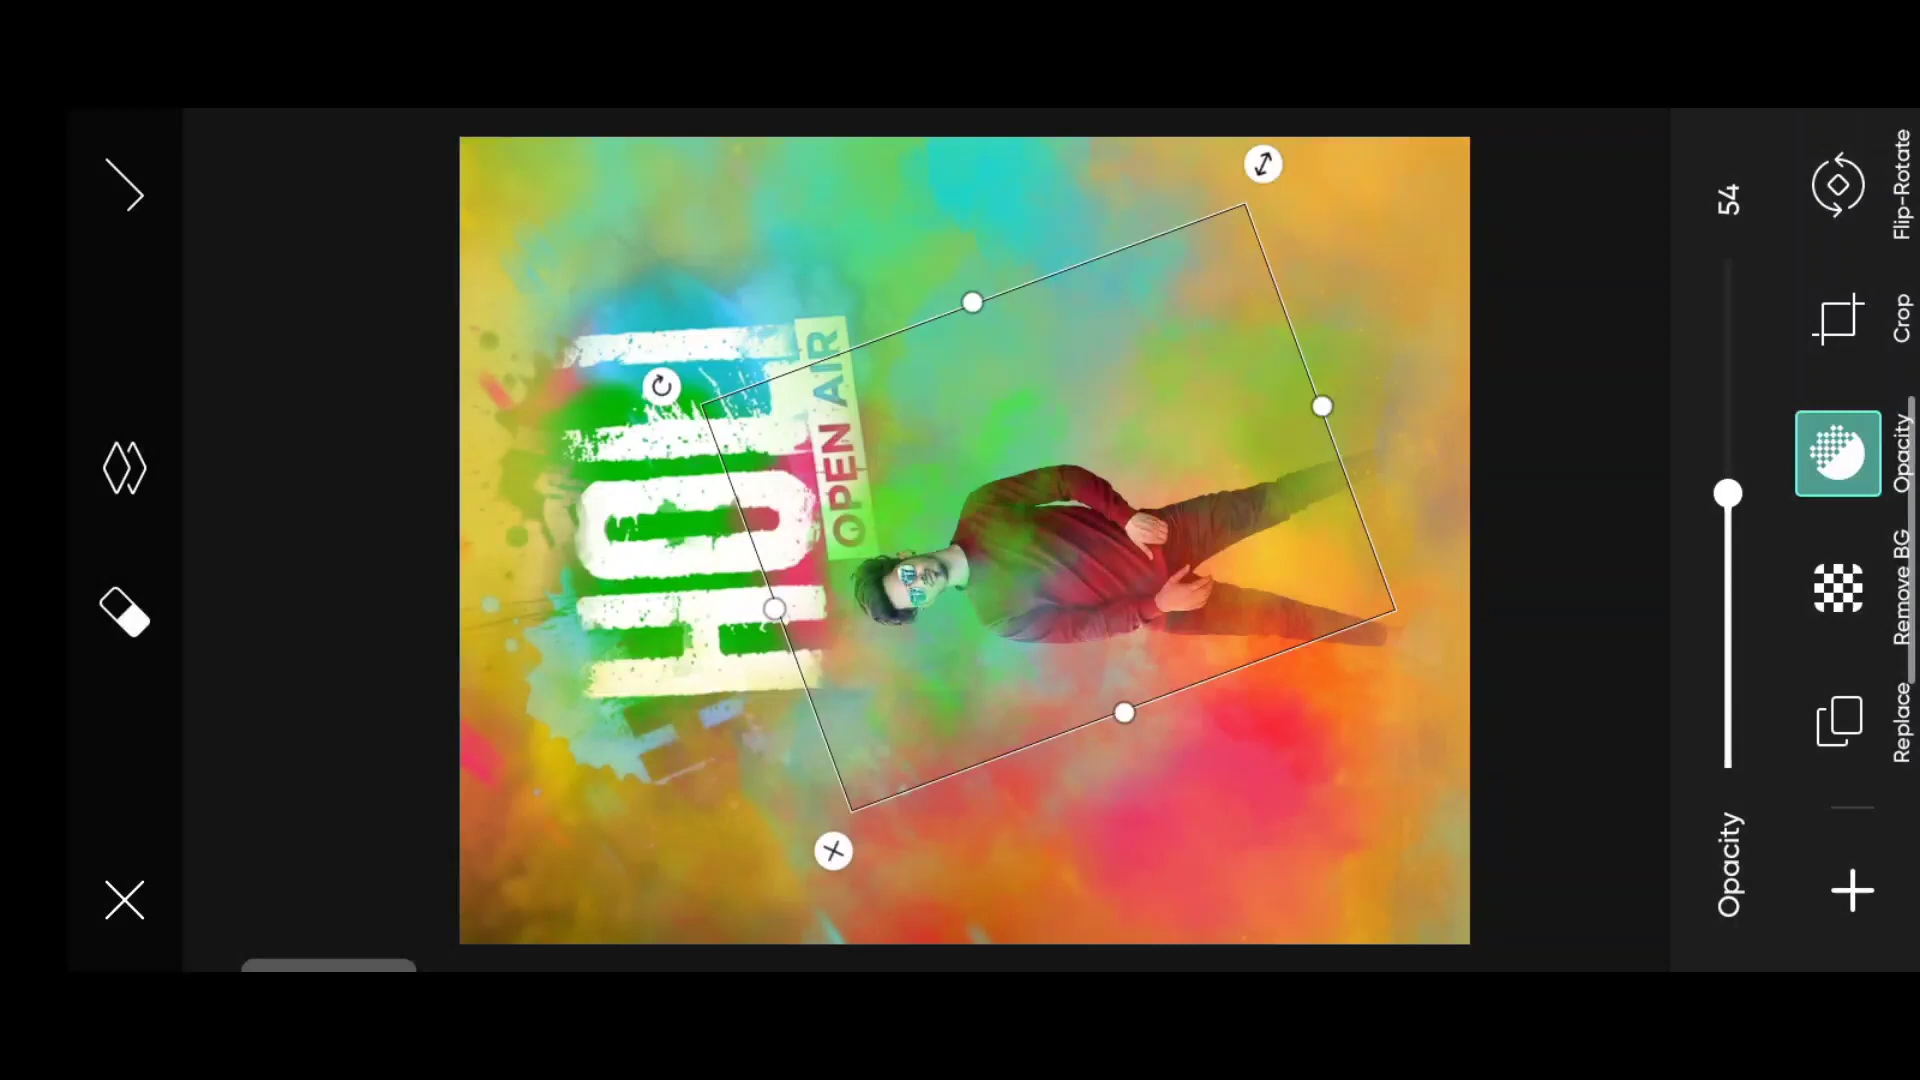 HOLI
OPEN AIR
Opacity
54
Replace
Remove BG
Opacity
Crop
Flip-Rotate